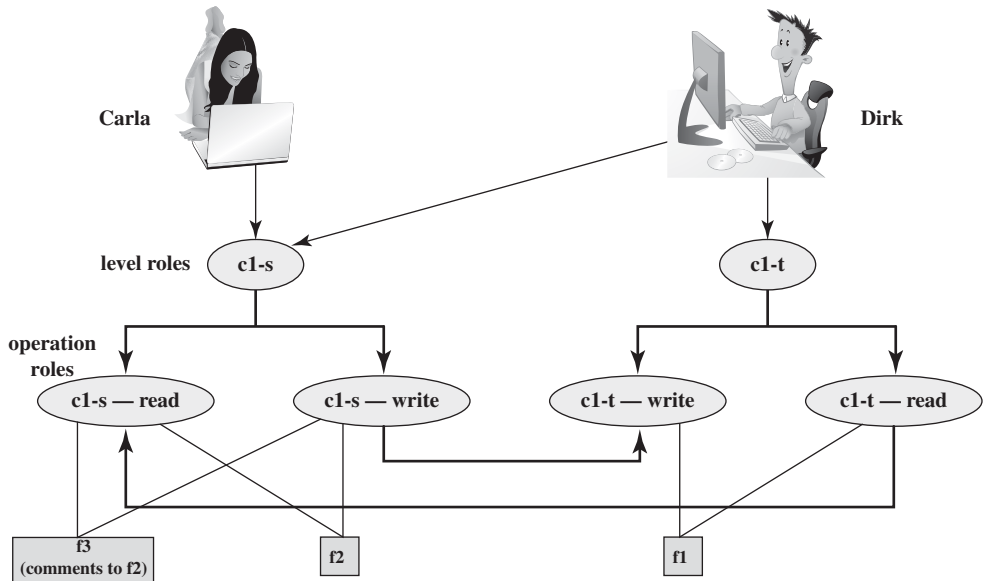 Carla
Dirk
level roles
c1-s
c1-t
operation
roles
c1-s — read
c1-s — write
c1-t — write
c1-t — read
f3
(comments to f2)
f2
f1